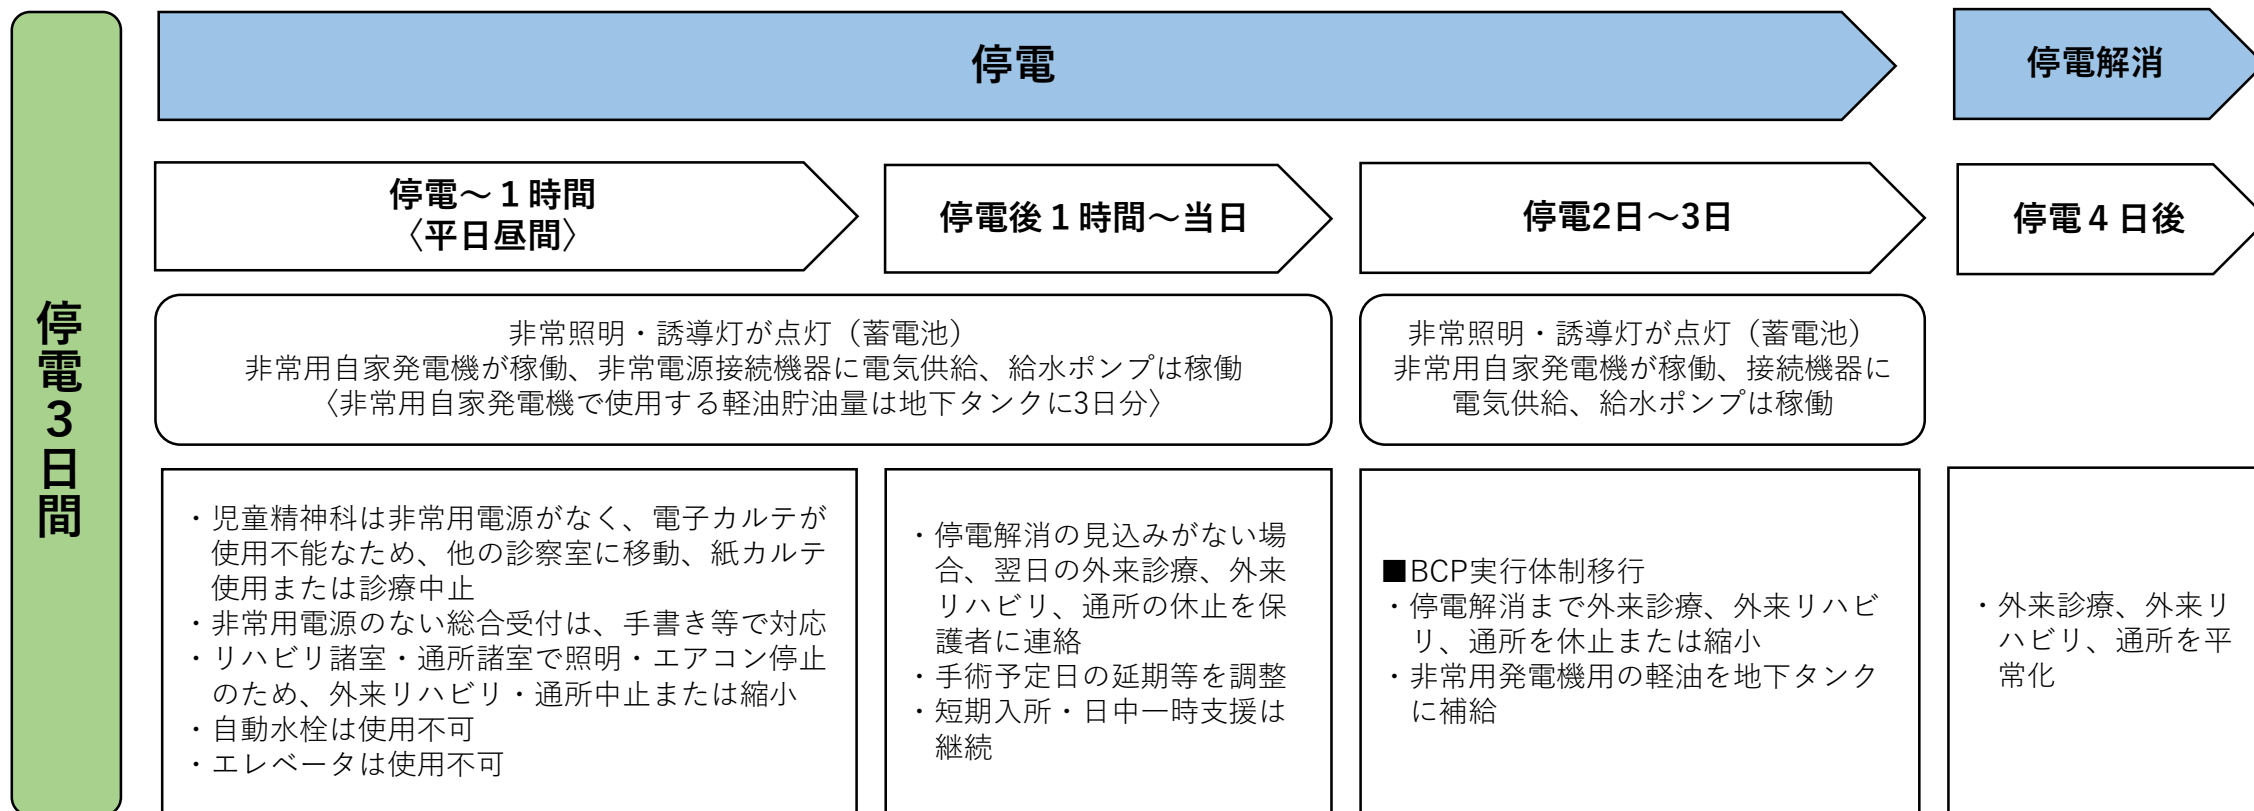 停電３日間
停電
停電解消
停電～１時間
〈平日昼間〉
停電後１時間～当日
停電2日～3日
停電４日後
非常照明・誘導灯が点灯（蓄電池）
非常用自家発電機が稼働、非常電源接続機器に電気供給、給水ポンプは稼働
〈非常用自家発電機で使用する軽油貯油量は地下タンクに3日分〉
非常照明・誘導灯が点灯（蓄電池）
非常用自家発電機が稼働、接続機器に
電気供給、給水ポンプは稼働
・児童精神科は非常用電源がなく、電子カルテが
使用不能なため、他の診察室に移動、紙カルテ
使用または診療中止
・非常用電源のない総合受付は、手書き等で対応
・リハビリ諸室・通所諸室で照明・エアコン停止
のため、外来リハビリ・通所中止または縮小
・自動水栓は使用不可
・エレベータは使用不可
・停電解消の見込みがない場
合、翌日の外来診療、外来
リハビリ、通所の休止を保
護者に連絡
・手術予定日の延期等を調整
・短期入所・日中一時支援は
継続
■BCP実行体制移行
・停電解消まで外来診療、外来リハビ
リ、通所を休止または縮小
・非常用発電機用の軽油を地下タンク
に補給
・外来診療、外来リ
ハビリ、通所を平
常化